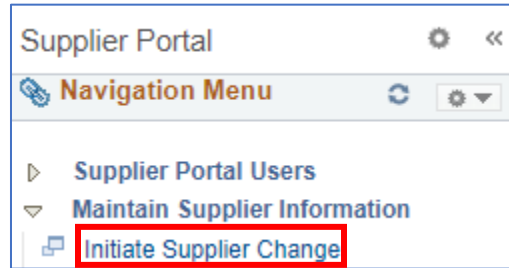 Supplier Portal
Navigation Menu
Supplier Portal Users
Maintain Supplier Information
Initiate Supplier Change